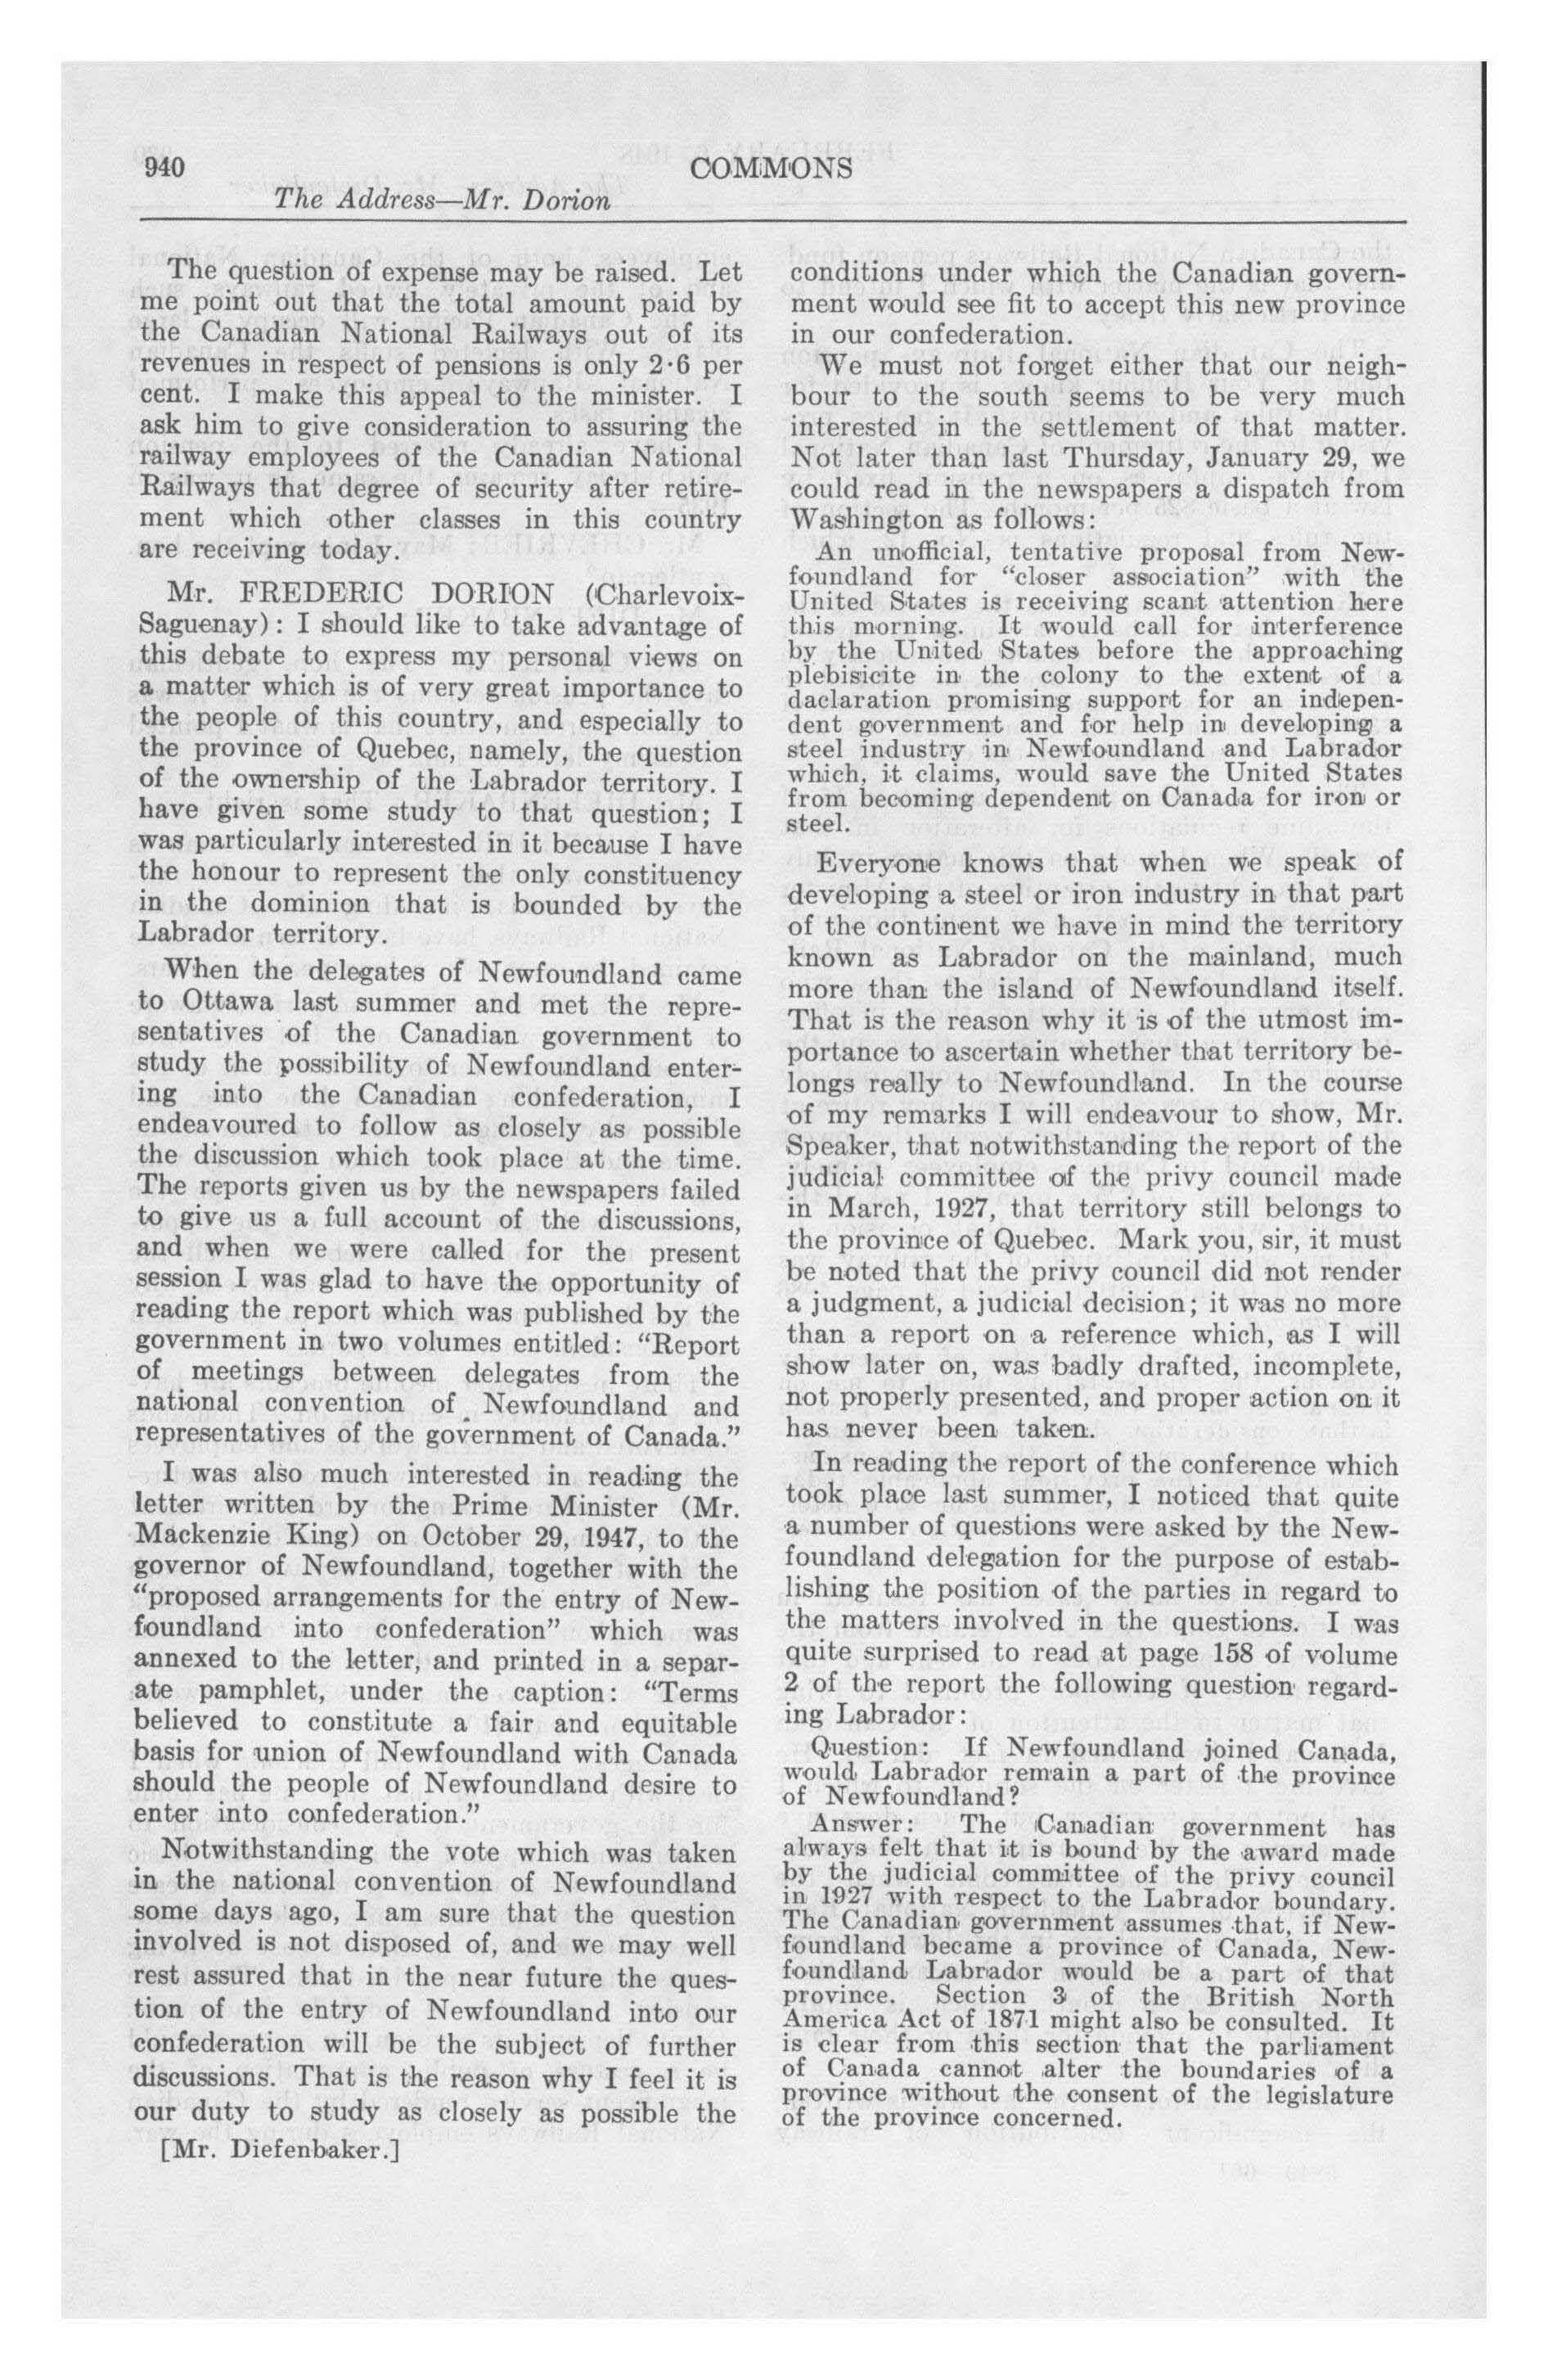 940
COMMONS
The Address—Mr. Dorion
The question of expense may be raised. Let
me point out that the total amount paid by
the Canadian National Railways out of its
revenues in respect of pensions is only 2·6 per
cent. I make this appeal to the minister. I
ask him to give consideration to assuring the
railway employees of the Canadian National
Railways that degree of security after retire-
ment which other classes in this country
are receiving today.
Mr. FREDERIC DORION (Charlevoix-
Saguenay): I should like to take advantage of
this debate to express my personal views on
a matter which is of very great importance to
the people of this country, and especially to
the province of Quebec, namely, the question
of the ownership of the Labrador territory. I
have given some study to that question; I
was particularly interested in it because I have
the honour to represent the only constituency
in the dominion that is bounded by the
Labrador territory.
When the delegates of Newfoundland came
to Ottawa last summer and met the repre-
sentatives of the Canadian government to
study the possibility of Newfoundland enter-
ing into the Canadian confederation, I
endeavoured to follow as closely as possible
the discussion which took place at the time.
The reports given us by the newspapers failed
to give us a full account of the discussions,
and when we were called for the present
session I was glad to have the opportunity of
reading the report which was published by the
government in two volumes entitled: “Report
of meetings between delegates from the
national convention of Newfoundland and
representatives of the government of Canada.”
I was also much interested in reading the
letter written by the Prime Minister (Mr.
Mackenzie King) on October 29, 1947, to the
governor of Newfoundland, together with the
“proposed arrangements for the entry of New-
foundland into confederation” which was
annexed to the letter, and printed in a separ-
ate pamphlet, under the caption: “Terms
believed to constitute a fair and equitable
basis for union of Newfoundland with Canada
should the people of Newfoundland desire to
enter into confederation.”
Notwithstanding the vote which was taken
in the national convention of Newfoundland
some days ago, I am sure that the question
involved is not disposed of, and we may well
rest assured that in the near future the ques-
tion of the entry of Newfoundland into our
confederation will be the subject of further
discussions. That is the reason why I feel it is
our duty to study as closely as possible the
[Mr. Diefenbaker.]
conditions under which the Canadian govern-
ment would see fit to accept this new province
in our confederation.
We must not forget either that our neigh-
bour to the south seems to be very much
interested in the settlement of that matter.
Not later than last Thursday, January 29, we
could read in the newspapers a dispatch from
Washington as follows:
An unofficial, tentative proposal from New-
foundland for “closer association” with the
United States is receiving scant attention here
this morning. It would call for interference
by the United States before the approaching
plebisicite in the colony to the extent of a
daclaration promising support for an indepen-
dent government and for help in developing a
steel industry in Newfoundland and Labrador
which, it claims, would save the United States
from becoming dependent on Canada for iron or
steel.
Everyone knows that when we speak of
developing a steel or iron industry in that part
of the continent we have in mind the territory
known as Labrador on the mainland, much
more than the island of Newfoundland itself.
That is the reason why it is of the utmost im-
portance to ascertain whether that territory be-
longs really to Newfoundland. In the course
of my remarks I will endeavour to show, Mr.
Speaker, that notwithstanding the report of the
judicial committee of the privy council made
in March, 1927, that territory still belongs to
the province of Quebec. Mark you, sir, it must
be noted that the privy council did not render
a judgment, a judicial decision; it was no more
than a report on a reference which, as I will
show later on, was badly drafted, incomplete,
not properly presented, and proper action on it
has never been taken.
In reading the report of the conference which
took place last summer, I noticed that quite
a number of questions were asked by the New-
foundland delegation for the purpose of estab-
lishing the position of the parties in regard to
the matters involved in the questions. I was
quite surprised to read at page 158 of volume
2 of the report the following question regard-
ing Labrador:
Question: If Newfoundland joined Canada,
would Labrador remain a part of the province
of Newfoundland?
Answer: The Canadian government has
always felt that it is bound by the award made
by the judicial committee of the privy council
in 1927 with respect to the Labrador boundary.
The Canadian government assumes that, if New-
foundland became a province of Canada, New-
foundland Labrador would be a part of that
province. Section 3 of the British North
America Act of 1871 might also be consulted. It
is clear from this section that the parliament
of Canada cannot alter the boundaries of a
province without the consent of the legislature
of the province concerned.